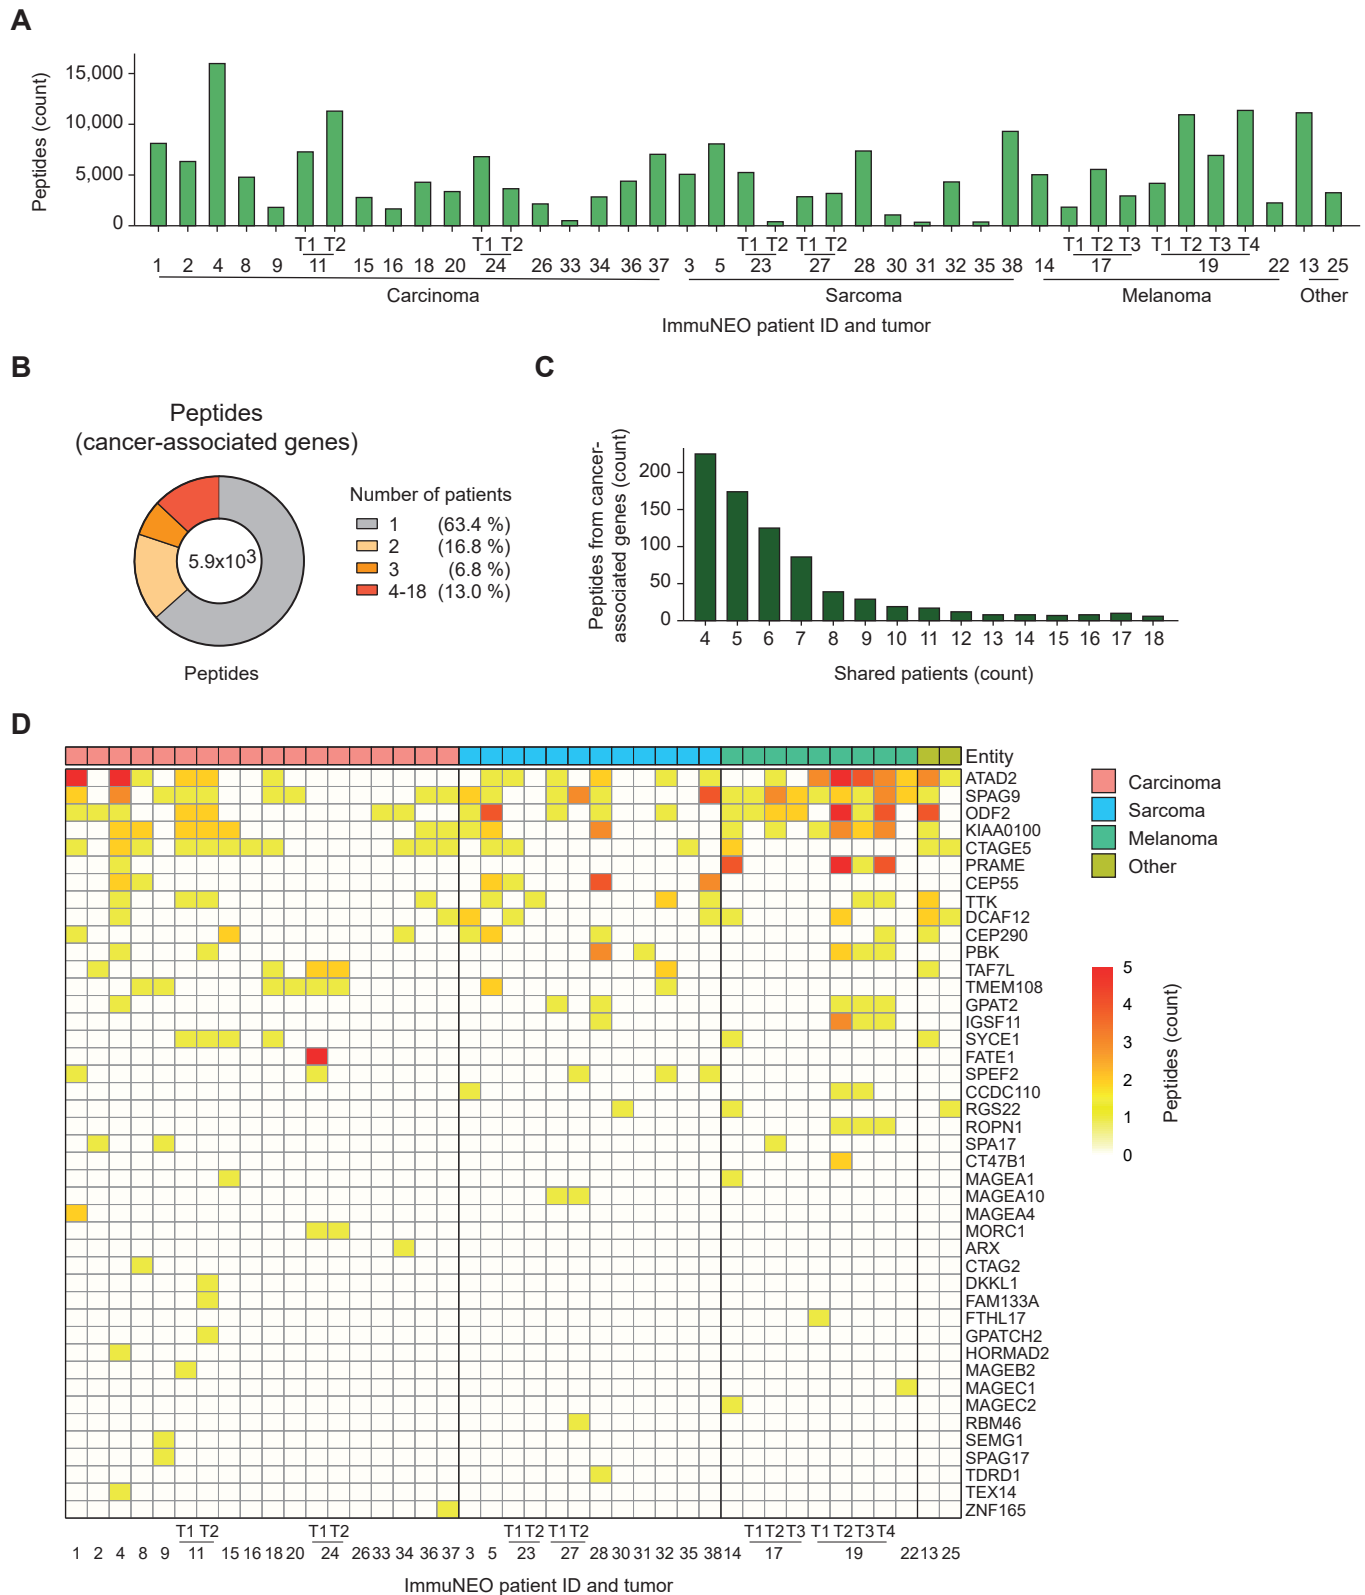 A
Peptides (count)
15,000
10,000
5,000
0
T1 T2 T1 T2 T1 T2 T1 T2 T1 T2 T3 T1 T2 T3 T4
1 2 4 8 9 11 15 16 18 20 24 26 33 34 36 37 3 5 23 27 28 30 31 32 35 38 14 17 19 22 13 25
Carcinoma Sarcoma Melanoma Other
ImmuNEO patient ID and tumor
B
Peptides
(cancer-associated genes)
5.9x10³
Peptides
Number of patients
1 (63.4 %)
2 (16.8 %)
3 (6.8 %)
4-18 (13.0 %)
C
Peptides from cancer-
associated genes (count)
200
150
100
50
0
4 5 6 7 8 9 10 11 12 13 14 15 16 17 18
Shared patients (count)
D
Entity
ATAD2
SPAG9
ODF2
KIAA0100
CTAGE5
PRAME
CEP55
TTK
DCAF12
CEP290
PBK
TAF7L
TMEM108
GPAT2
IGSF11
SYCE1
FATE1
SPEF2
CCDC110
RGS22
ROPN1
SPA17
CT47B1
MAGEA1
MAGEA10
MAGEA4
MORC1
ARX
CTAG2
DKKL1
FAM133A
FTHL17
GPATCH2
HORMAD2
MAGEB2
MAGEC1
MAGEC2
RBM46
SEMG1
SPAG17
TDRD1
TEX14
ZNF165
T1 T2 T1 T2 T1 T2 T1 T2 T1 T2 T3 T1 T2 T3 T4
1 2 4 8 9 11 15 16 18 20 24 26 33 34 36 37 3 5 23 27 28 30 31 32 35 38 14 17 19 22 13 25
ImmuNEO patient ID and tumor
Carcinoma
Sarcoma
Melanoma
Other
5
4
3
2
1
0
Peptides (count)